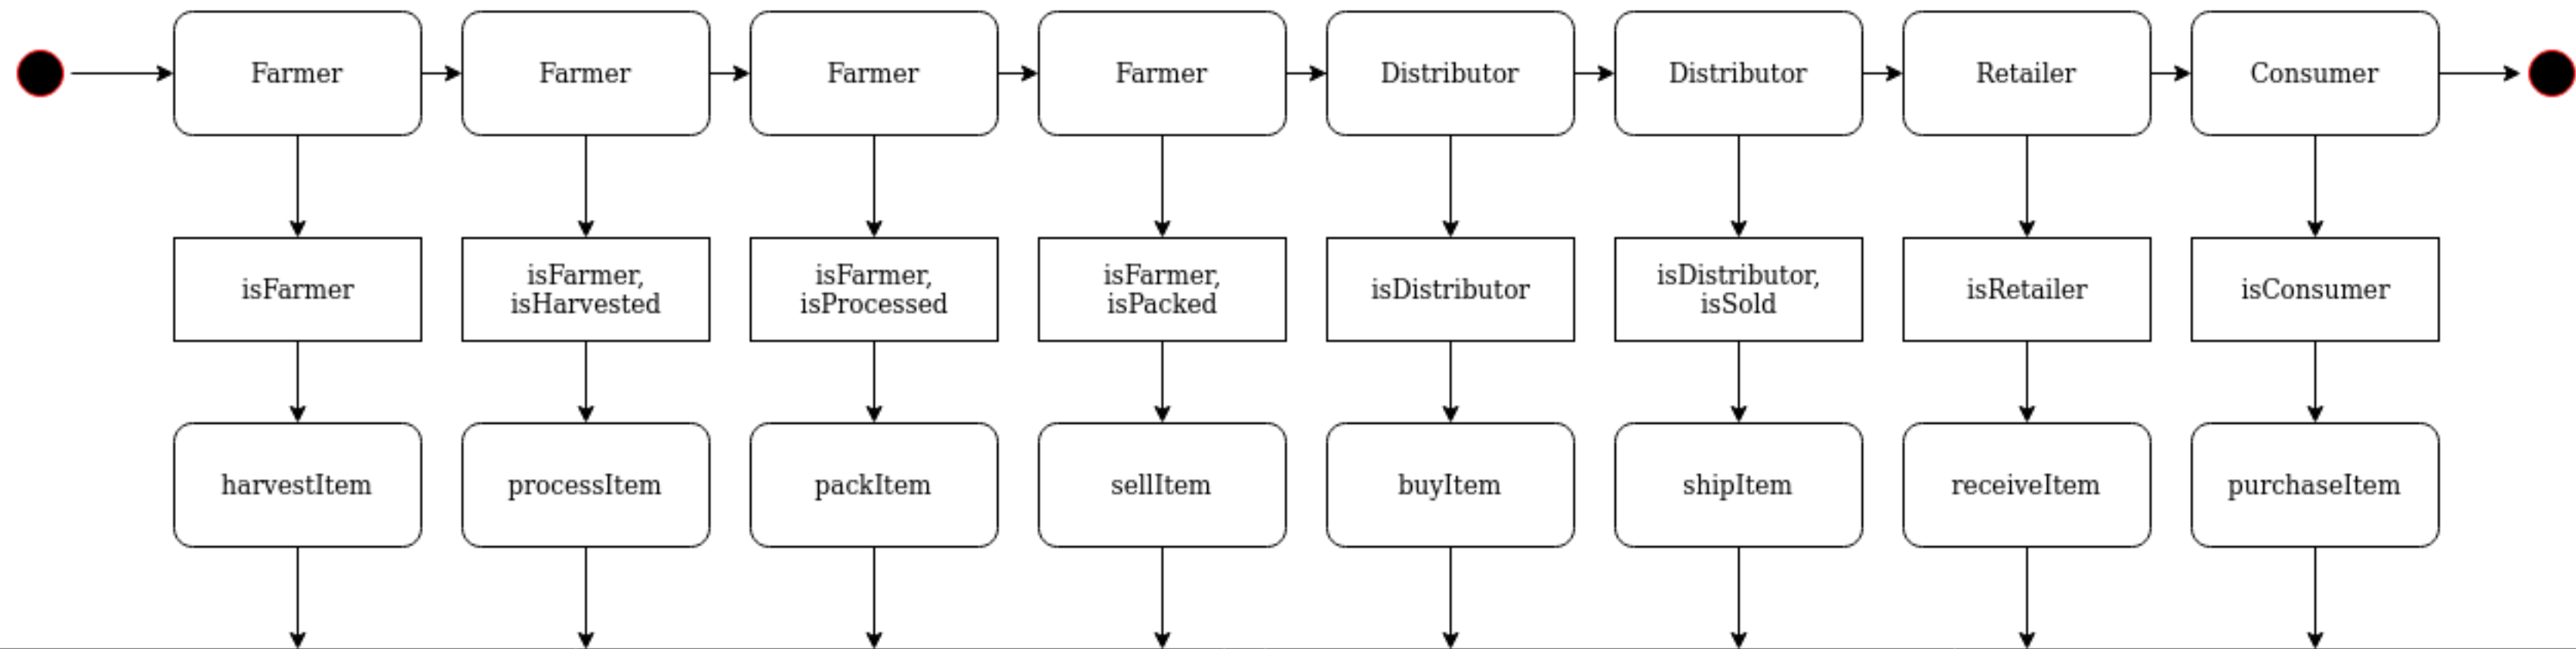 Farmer
Farmer
Farmer
Farmer
Distributor
Distributor
Retailer
Consumer
isFarmer
isFarmer,
isHarvested
isFarmer,
isProcessed
isFarmer,
isPacked
isDistributor
isDistributor,
isSold
isRetailer
isConsumer
harvestItem
processItem
packItem
sellItem
buyItem
shipItem
receiveItem
purchaseItem